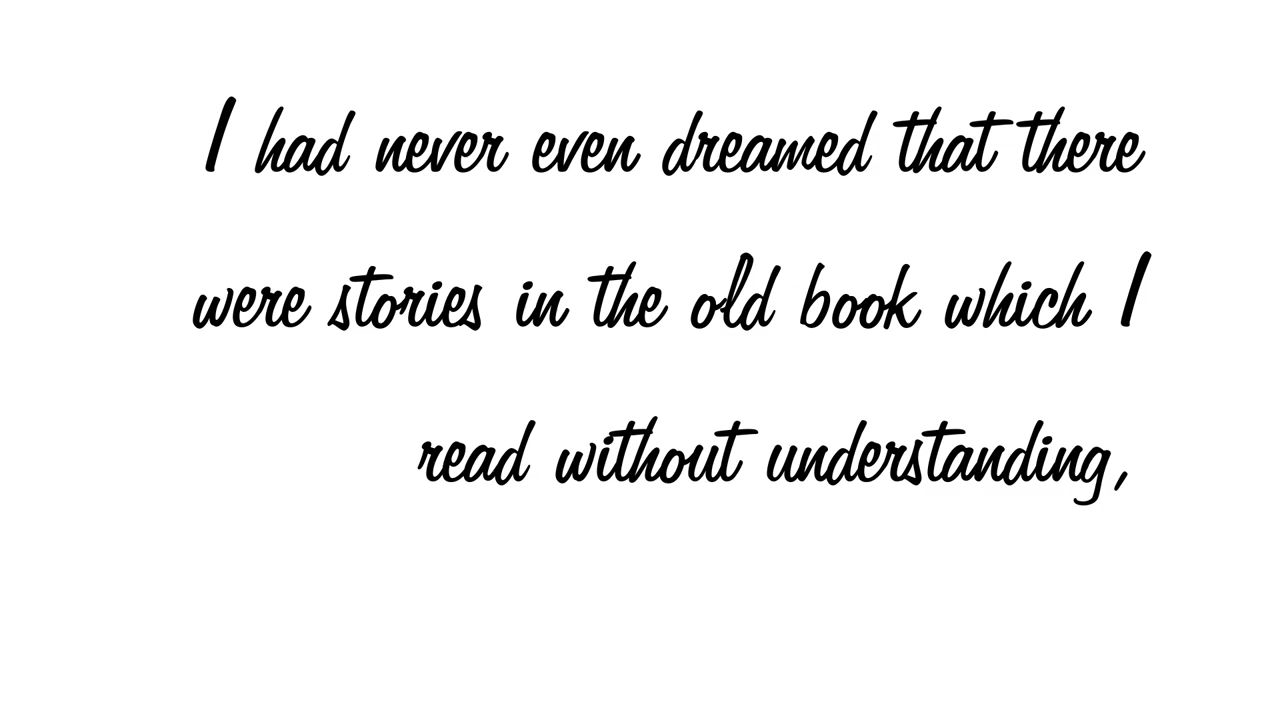 I had never even dreamed that there
were stories in the old book which I
read without understanding,